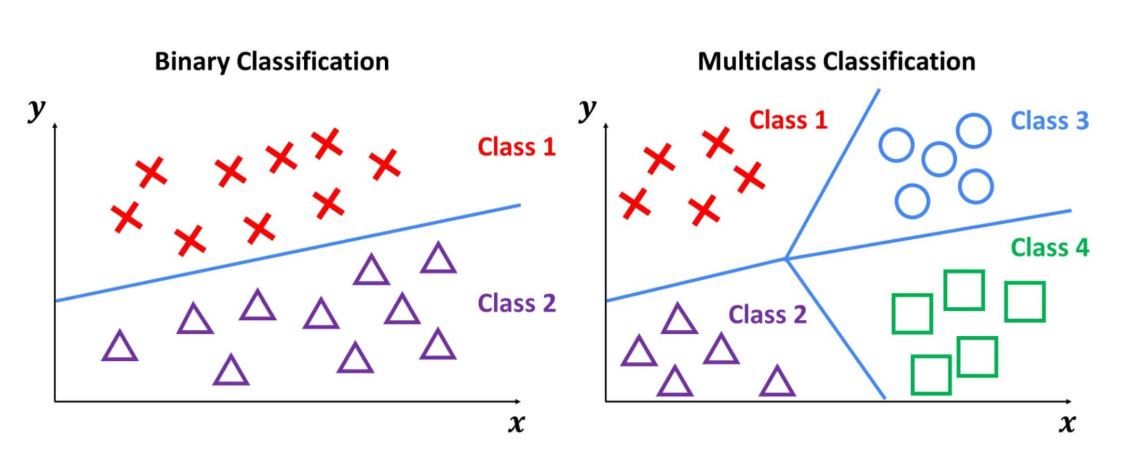 Binary Classification
y
Class 1
Class 2
x
Multiclass Classification
y
Class 1
Class 3
Class 4
Class 2
x